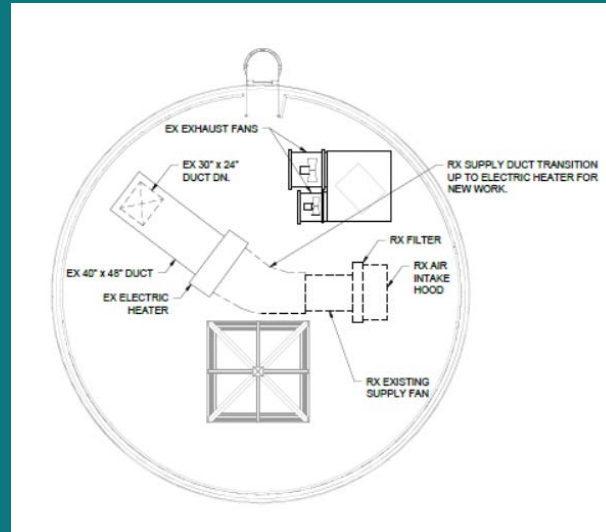 EX EXHAUST FANS
EX 30" x 24"
DUCT DN.
RX SUPPLY DUCT TRANSITION
UP TO ELECTRIC HEATER FOR
NEW WORK.
RX FILTER
RX AIR
INTAKE
HOOD
EX 40" x 48" DUCT
EX ELECTRIC
HEATER
RX EXISTING
SUPPLY FAN